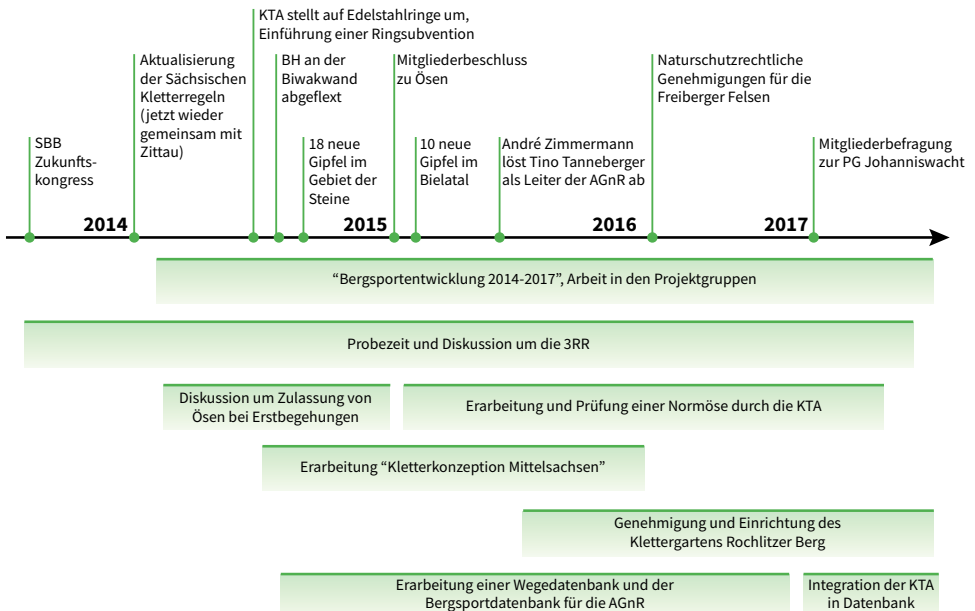 KTA stellt auf Edelstahlringe um,
Einführung einer Ringsubvention
Aktualisierung
der Sächsischen
Kletterregeln
(jetzt wieder
gemeinsam mit
Zittau)
BH an der
Biwakwand
abgeflext
Mitgliederbeschluss
zu Ösen
Naturschutzrechtliche
Genehmigungen für die
Freiberger Felsen
SBB
Zukunfts-
kongress
18 neue
Gipfel im
Gebiet der
Steine
10 neue
Gipfel im
Bielatal
André Zimmermann
löst Tino Tanneberger
als Leiter der AGnR ab
Mitgliederbefragung
zur PG Johanniswacht
2014
2015
2016
2017
“Bergsportentwicklung 2014-2017”, Arbeit in den Projektgruppen
Probezeit und Diskussion um die 3RR
Diskussion um Zulassung von
Ösen bei Erstbegehungen
Erarbeitung und Prüfung einer Normöse durch die KTA
Erarbeitung “Kletterkonzeption Mittelsachsen”
Genehmigung und Einrichtung des
Klettergartens Rochlitzer Berg
Erarbeitung einer Wegedatenbank und der
Bergsportdatenbank für die AGnR
Integration der KTA
in Datenbank